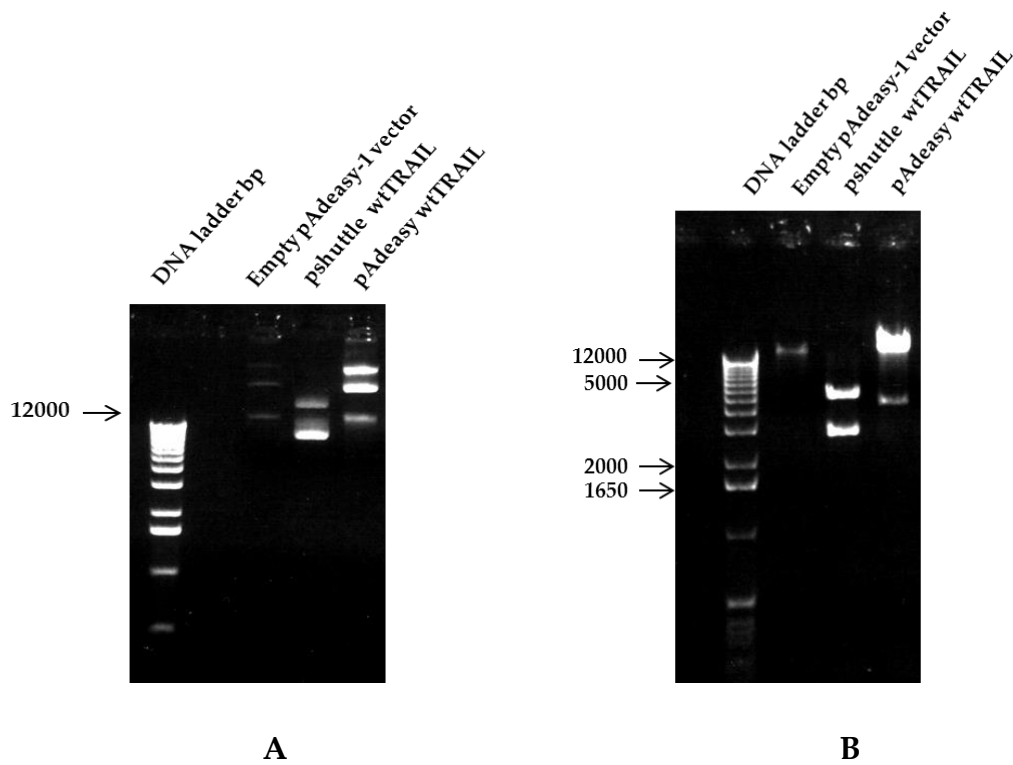 DNA ladder bp
Empty pAdeasy-1 vector
pshuttle wtTRAIL
pAdeasy wtTRAIL
12000
A
DNA ladder bp
Empty pAdeasy-1 vector
pshuttle wtTRAIL
pAdeasy wtTRAIL
12000
5000
2000
1650
B